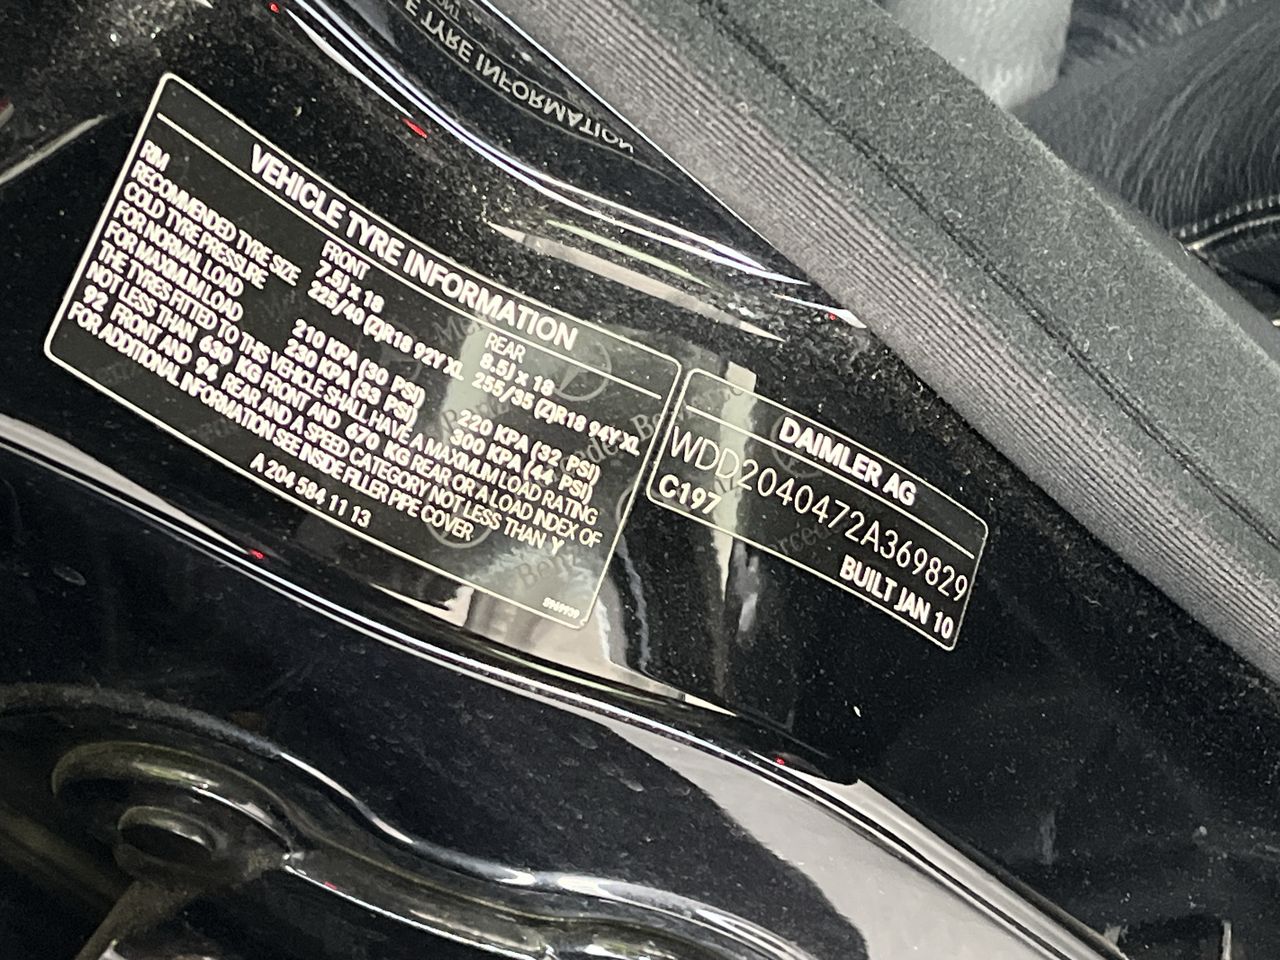 VEHICLE TYRE INFORMATION
FRONT REAR
RIM 7.5J x 18 8.5J x 18
RECOMMENDED TYRE SIZE 225/40 (Z)R18 92Y XL 255/35 (Z)R18 94Y XL
COLD TYRE PRESSURE
FOR NORMAL LOAD 210 KPA (30 PSI) 220 KPA (32 PSI)
FOR MAXIMUM LOAD 230 KPA (33 PSI) 300 KPA (44 PSI)
THE TYRES FITTED TO THIS VEHICLE SHALL HAVE A MAXIMUM LOAD RATING
NOT LESS THAN 630 KG FRONT AND 670 KG REAR OR A LOAD INDEX OF
92 FRONT AND 94 REAR AND A SPEED CATEGORY NOT LESS THAN Y
FOR ADDITIONAL INFORMATION SEE INSIDE FILLER PIPE COVER
A 204 584 11 13
S969939
DAIMLER AG
WDD2040472A369829
C197
BUILT JAN 10
E TYRE INFORMATION